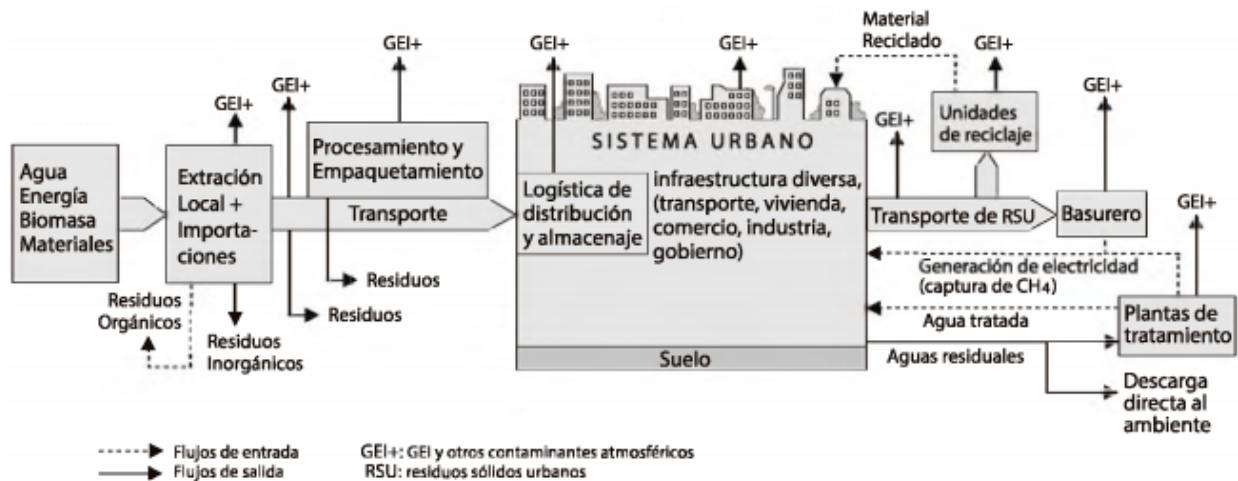 Agua
Energía
Biomasa
Materiales
GEI+
Extración
Local +
Importa-
ciones
Residuos
Orgánicos
Residuos
Inorgánicos
GEI+
GEI+
Procesamiento y
Empaquetamiento
Transporte
Residuos
Residuos
GEI+
GEI+
SISTEMA URBANO
Logística de
distribución
y almacenaje
infraestructura diversa,
(transporte, vivienda,
comercio, industria,
gobierno)
Suelo
Material
Reciclado
GEI+
GEI+
Unidades
de reciclaje
Transporte de RSU
GEI+
Basurero
Generación de electricidad
(captura de CH4)
GEI+
Agua tratada
Plantas de
tratamiento
Aguas residuales
Descarga
directa al
ambiente
Flujos de entrada
GEI+: GEI y otros contaminantes atmosféricos
Flujos de salida
RSU: residuos sólidos urbanos